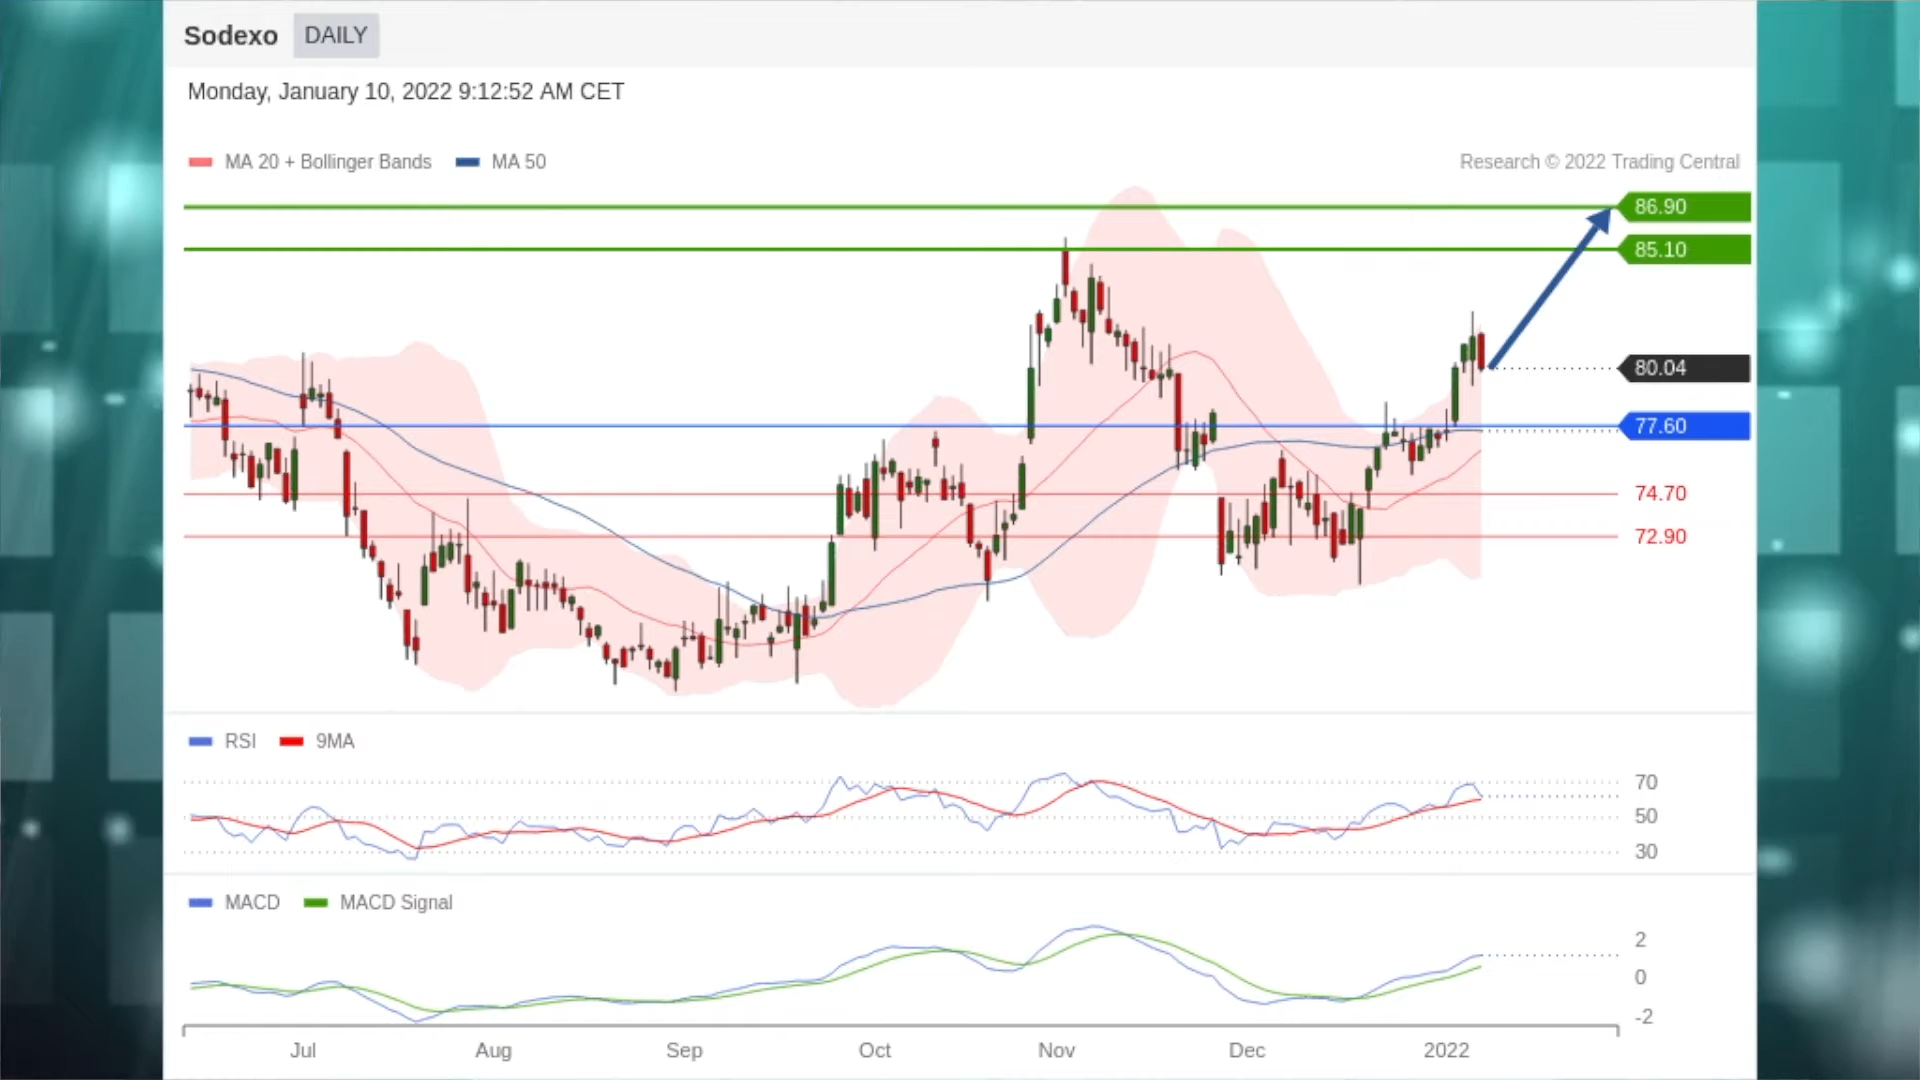 Sodexo DAILY
Monday, January 10, 2022 9:12:52 AM CET
MA 20 + Bollinger Bands MA 50
Research © 2022 Trading Central
86.90
85.10
80.04
77.60
74.70
72.90
RSI 9MA
70
50
30
MACD MACD Signal
2
0
-2
Jul Aug Sep Oct Nov Dec 2022